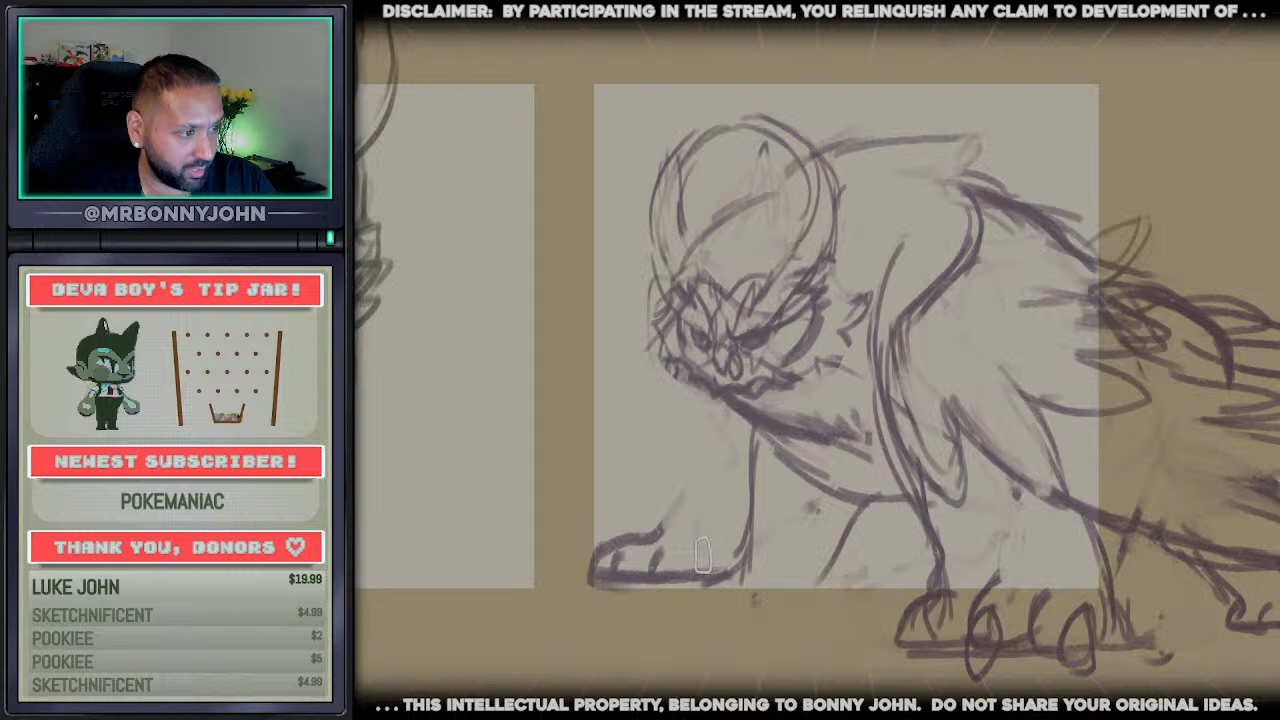 DISCLAIMER: BY PARTICIPATING IN THE STREAM, YOU RELINQUISH ANY CLAIM TO DEVELOPMENT OF . . .
@MRBONNYJOHN
DEVA BOY'S TIP JAR!
NEWEST SUBSCRIBER!
POKEMANIAC
THANK YOU, DONORS ♡
LUKE JOHN $19.99
SKETCHNIFICENT $4.99
POOKIEE $2
POOKIEE $5
SKETCHNIFICENT $4.99
. . . THIS INTELLECTUAL PROPERTY, BELONGING TO BONNY JOHN. DO NOT SHARE YOUR ORIGINAL IDEAS.